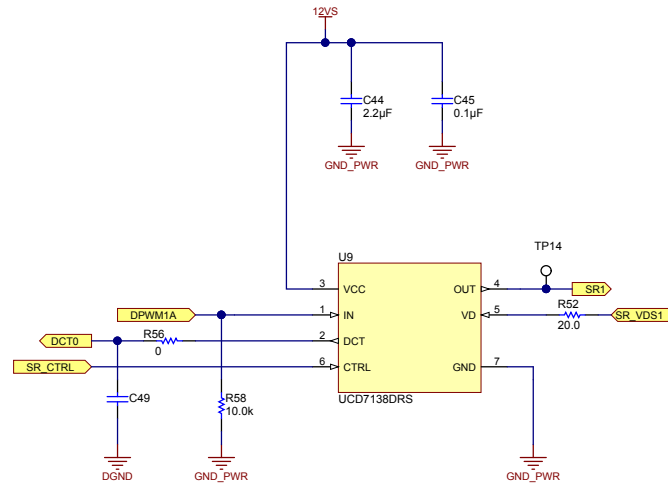 12VS
C44
2.2µF
C45
0.1µF
GND_PWR
GND_PWR
U9
TP14
3 VCC
OUT 4
SR1
DPWM1A
1 IN
VD 5
R52
20.0
SR_VDS1
DCT0
R56
0
2 DCT
SR_CTRL
6 CTRL
GND 7
UCD7138DRS
C49
R58
10.0k
DGND
GND_PWR
GND_PWR